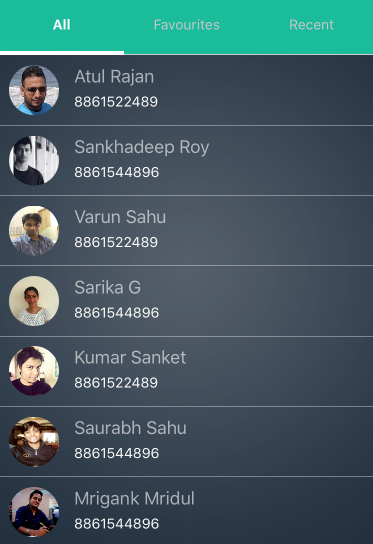 All Favourites Recent
Atul Rajan
8861522489
Sankhadeep Roy
8861544896
Varun Sahu
8861522489
Sarika G
8861544896
Kumar Sanket
8861522489
Saurabh Sahu
8861544896
Mrigank Mridul
8861544896